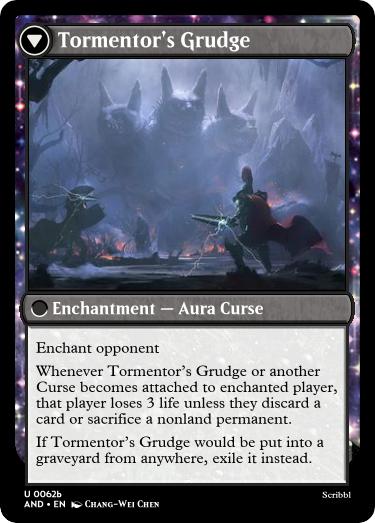 Tormentor's Grudge
Enchantment — Aura Curse
Enchant opponent
Whenever Tormentor's Grudge or another
Curse becomes attached to enchanted player,
that player loses 3 life unless they discard a
card or sacrifice a nonland permanent.
If Tormentor's Grudge would be put into a
graveyard from anywhere, exile it instead.
U 0062b
Scribbl
AND • EN Chang-Wei Chen